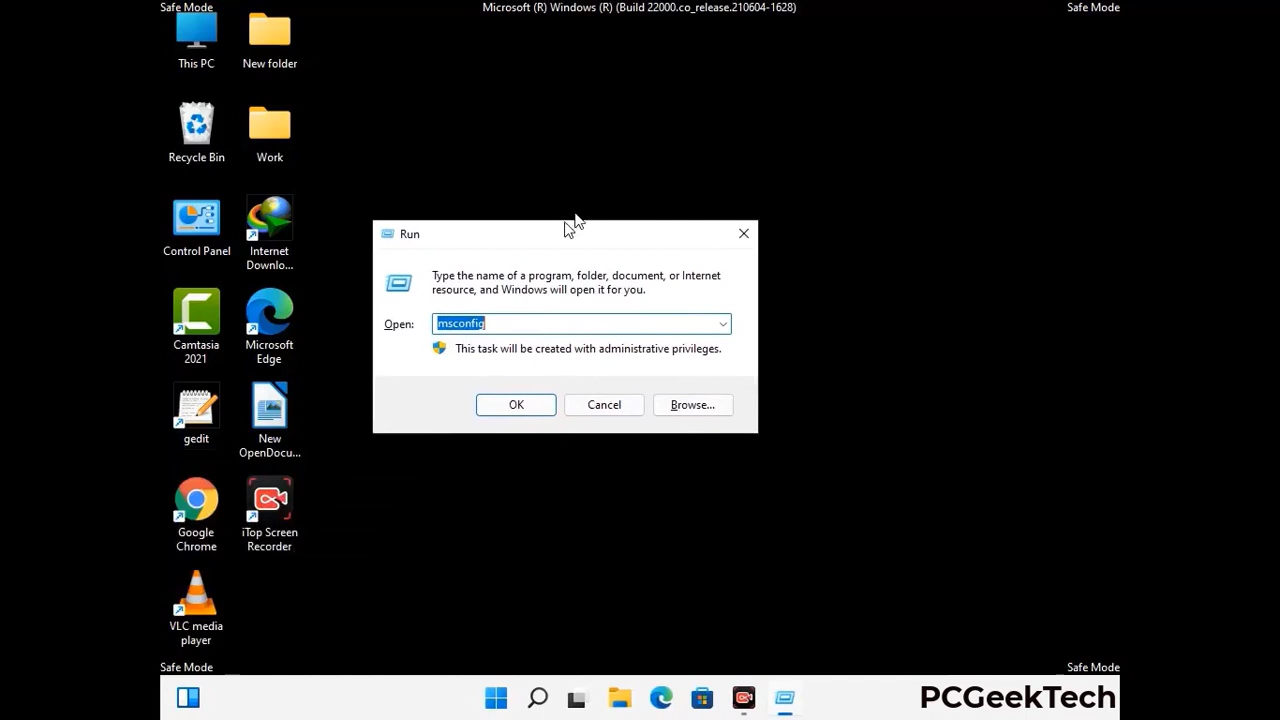 Safe Mode
Microsoft (R) Windows (R) (Build 22000.co_release.210604-1628)
Safe Mode
This PC
New folder
Recycle Bin
Work
Control Panel
Internet
Downlo...
Camtasia
2021
Microsoft
Edge
gedit
New
OpenDocu...
Google
Chrome
iTop Screen
Recorder
VLC media
player
Run
Type the name of a program, folder, document, or Internet
resource, and Windows will open it for you.
Open:
msconfig
This task will be created with administrative privileges.
OK
Cancel
Browse...
Safe Mode
Safe Mode
PCGeekTech